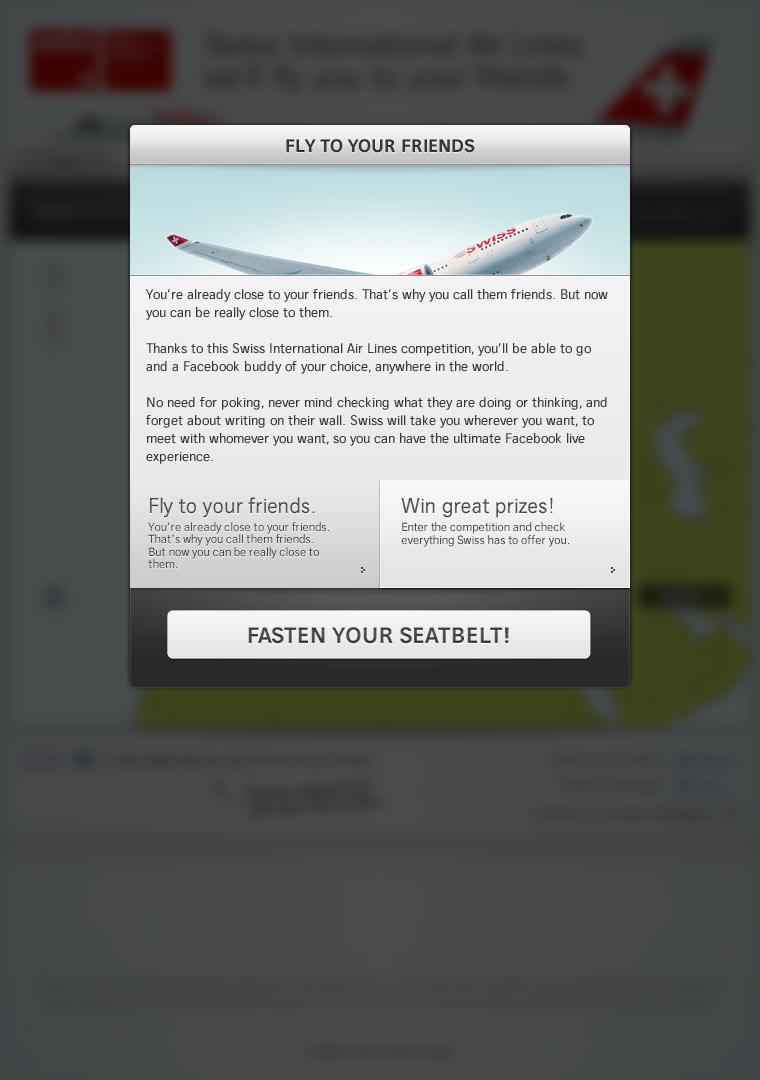 Swiss International Air Lines
we'll fly you to your friends
FLY TO YOUR FRIENDS
SWISS
You're already close to your friends. That's why you call them friends. But now
you can be really close to them.
Thanks to this Swiss International Air Lines competition, you'll be able to go
and a Facebook buddy of your choice, anywhere in the world.
No need for poking, never mind checking what they are doing or thinking, and
forget about writing on their wall. Swiss will take you wherever you want, to
meet with whomever you want, so you can have the ultimate Facebook live
experience.
Fly to your friends.
You're already close to your friends.
That's why you call them friends.
But now you can be really close to
them.
Win great prizes!
Enter the competition and check
everything Swiss has to offer you.
FASTEN YOUR SEATBELT!